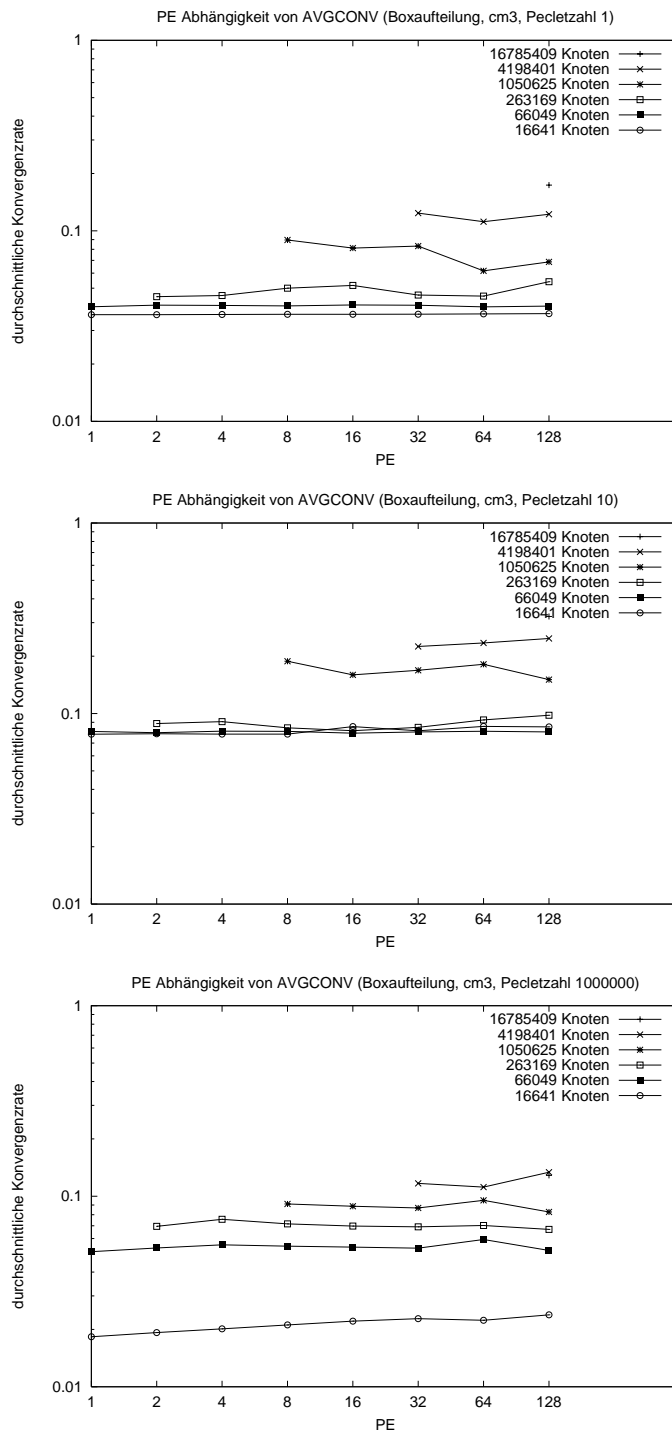 PE Abhängigkeit von AVGCONV (Boxaufteilung, cm3, Pecletzahl 1)
1
16785409 Knoten
4198401 Knoten
1050625 Knoten
263169 Knoten
66049 Knoten
16641 Knoten
durchschnittliche Konvergenzrate
0.1
0.01
1 2 4 8 16 32 64 128
PE
PE Abhängigkeit von AVGCONV (Boxaufteilung, cm3, Pecletzahl 10)
1
16785409 Knoten
4198401 Knoten
1050625 Knoten
263169 Knoten
66049 Knoten
16641 Knoten
durchschnittliche Konvergenzrate
0.1
0.01
1 2 4 8 16 32 64 128
PE
PE Abhängigkeit von AVGCONV (Boxaufteilung, cm3, Pecletzahl 1000000)
1
16785409 Knoten
4198401 Knoten
1050625 Knoten
263169 Knoten
66049 Knoten
16641 Knoten
durchschnittliche Konvergenzrate
0.1
0.01
1 2 4 8 16 32 64 128
PE